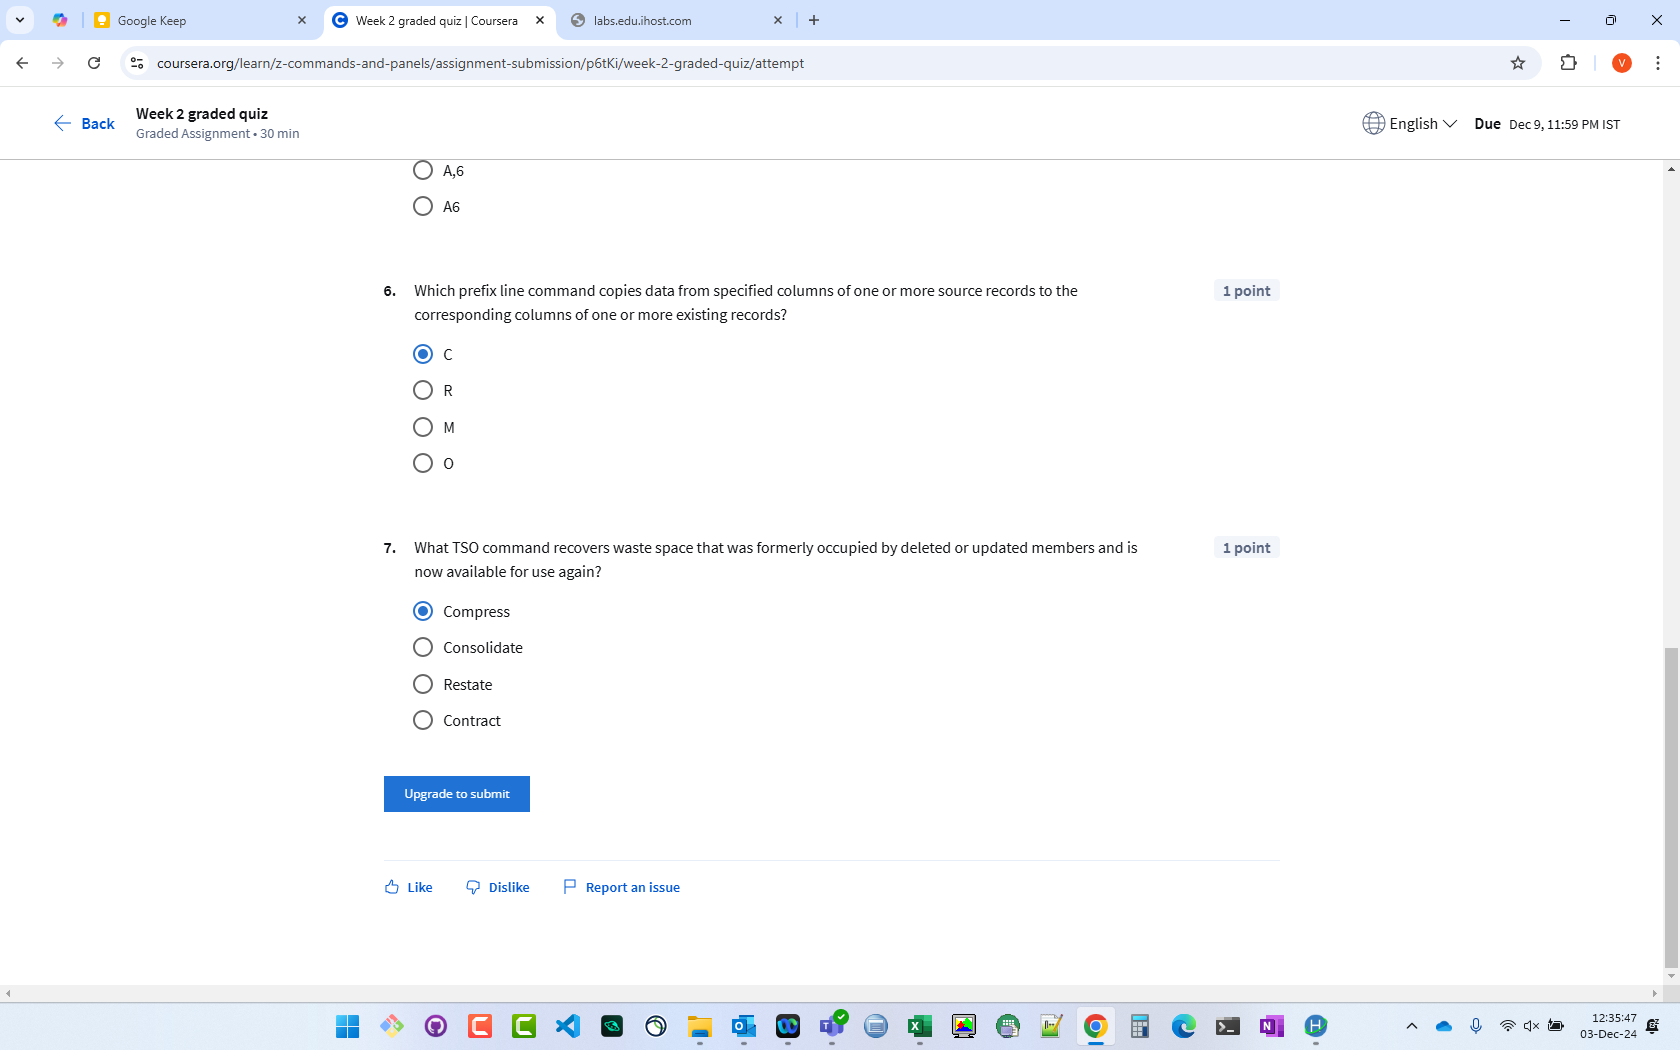 Google Keep
Week 2 graded quiz | Coursera
labs.edu.ihost.com
coursera.org/learn/z-commands-and-panels/assignment-submission/p6tKi/week-2-graded-quiz/attempt
V
Back
Week 2 graded quiz
Graded Assignment • 30 min
English
Due Dec 9, 11:59 PM IST
A,6
A6
6. Which prefix line command copies data from specified columns of one or more source records to the
corresponding columns of one or more existing records?
1 point
C
R
M
O
7. What TSO command recovers waste space that was formerly occupied by deleted or updated members and is
now available for use again?
1 point
Compress
Consolidate
Restate
Contract
Upgrade to submit
Like
Dislike
Report an issue
12:35:47
03-Dec-24